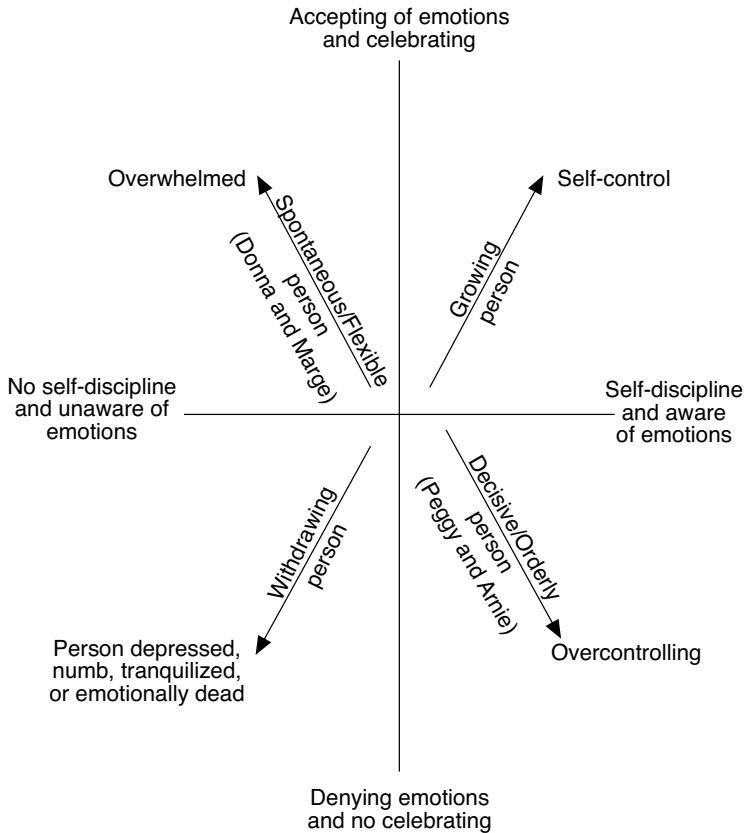 Accepting of emotions
and celebrating
Overwhelmed
Self-control
Spontaneous/Flexible
person
(Donna and Marge)
Growing
person
No self-discipline
and unaware of
emotions
Self-discipline
and aware
of emotions
Withdrawing
person
Decisive/Orderly
person
(Peggy and Arnie)
Person depressed,
numb, tranquilized,
or emotionally dead
Overcontrolling
Denying emotions
and no celebrating